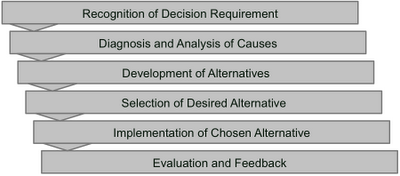 Recognition of Decision Requirement
Diagnosis and Analysis of Causes
Development of Alternatives
Selection of Desired Alternative
Implementation of Chosen Alternative
Evaluation and Feedback